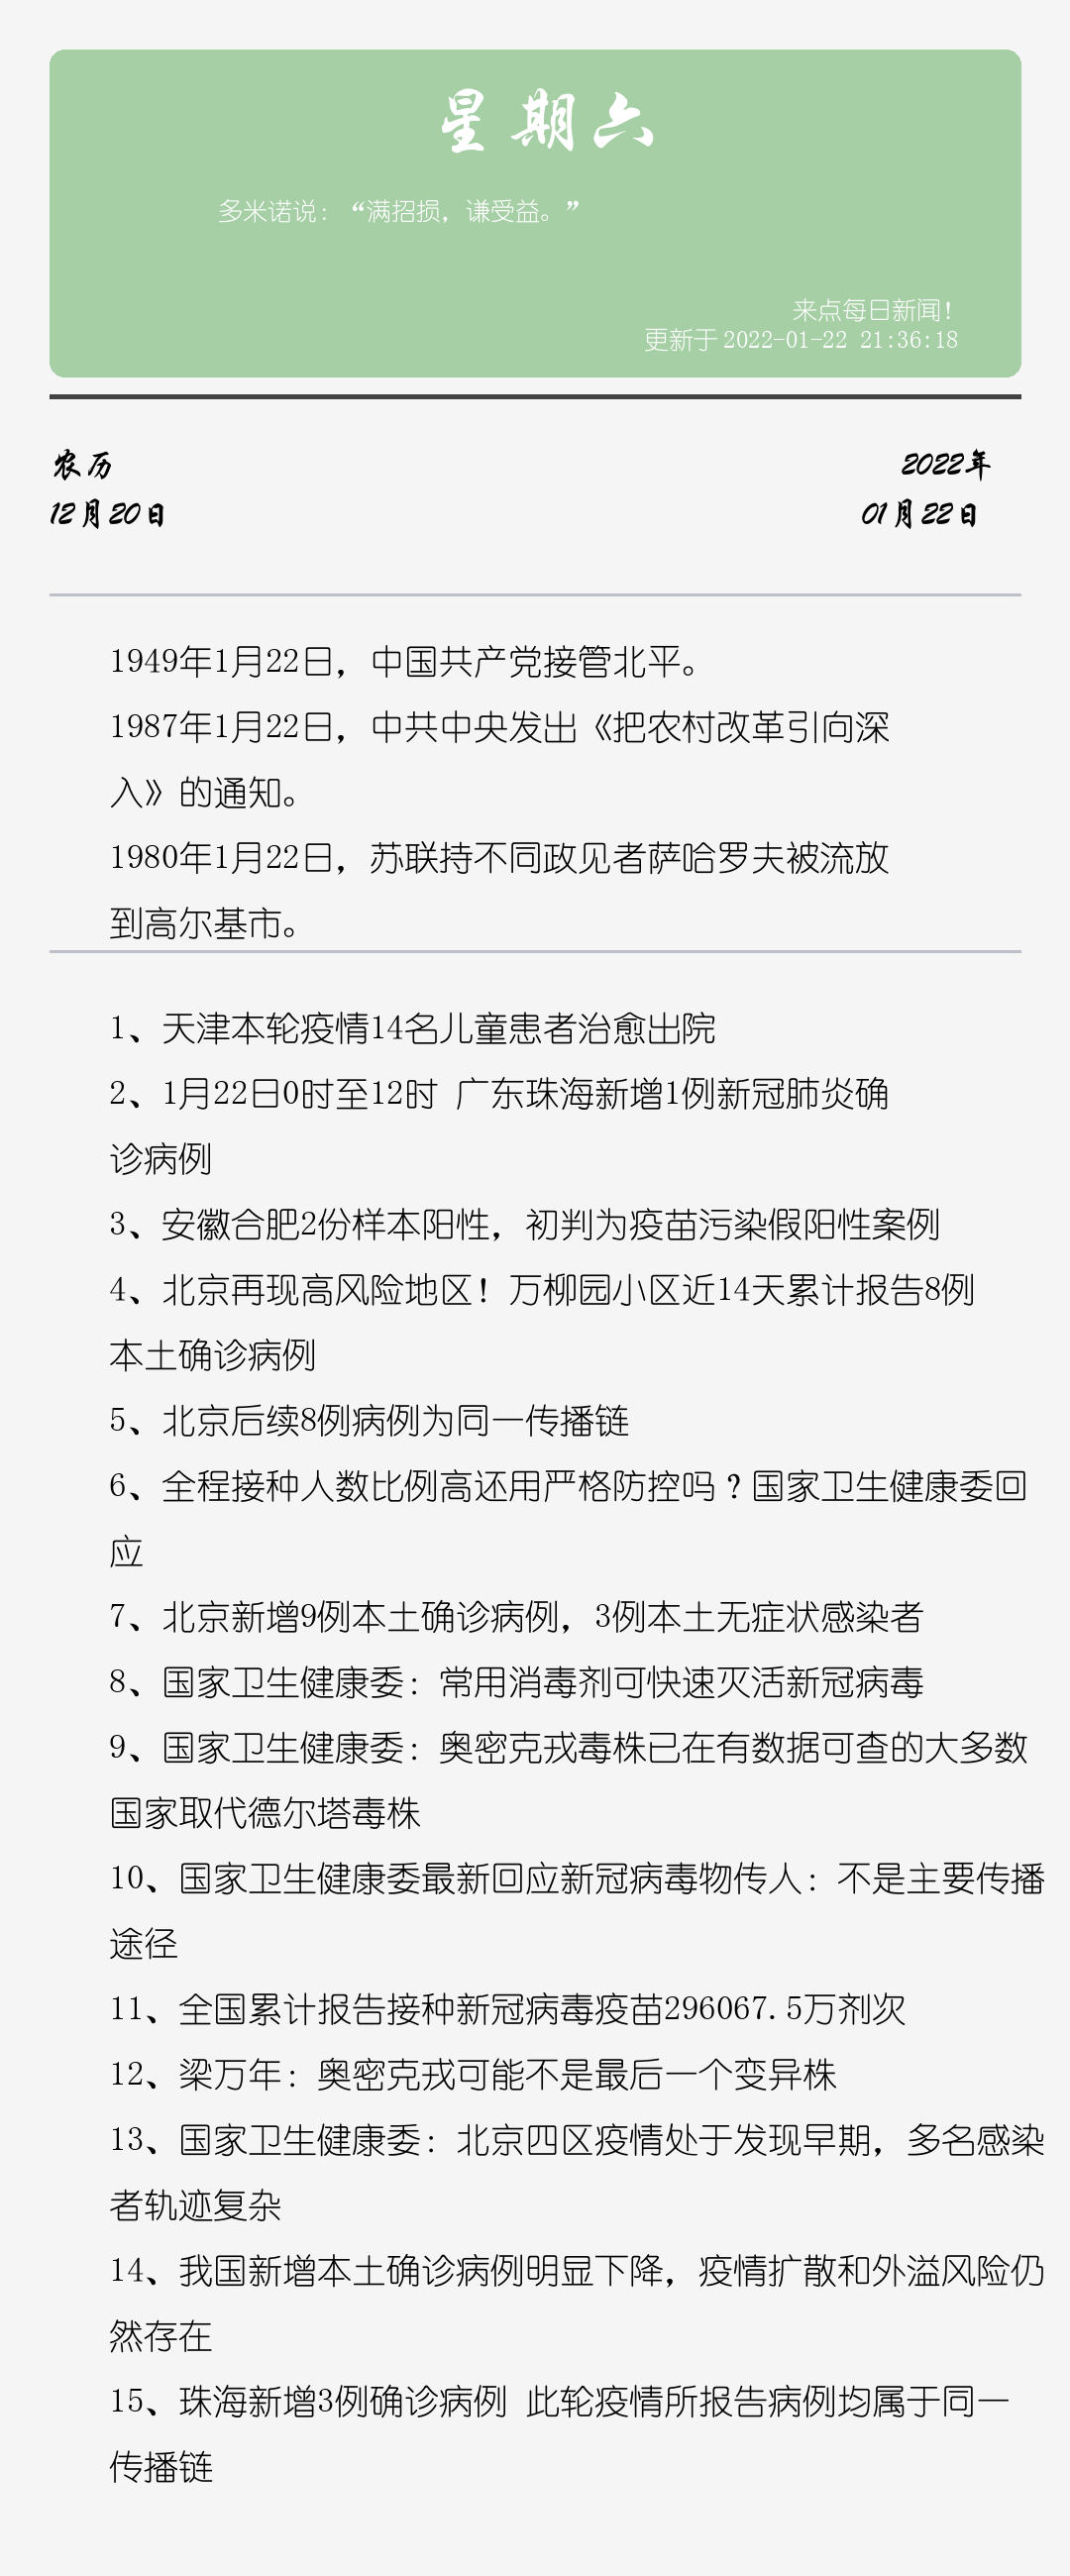 星期六
多米诺说：“满招损，谦受益。”
来点每日新闻！
更新于2022-01-22 21:36:18
农历
2022年
12月20日
01月22日
1949年1月22日，中国共产党接管北平。
1987年1月22日，中共中央发出《把农村改革引向深
入》的通知。
1980年1月22日，苏联持不同政见者萨哈罗夫被流放
到高尔基市。
1、天津本轮疫情14名儿童患者治愈出院
2、1月22日0时至12时 广东珠海新增1例新冠肺炎确
诊病例
3、安徽合肥2份样本阳性，初判为疫苗污染假阳性案例
4、北京再现高风险地区！万柳园小区近14天累计报告8例
本土确诊病例
5、北京后续8例病例为同一传播链
6、全程接种人数比例高还用严格防控吗？国家卫生健康委回
应
7、北京新增9例本土确诊病例，3例本土无症状感染者
8、国家卫生健康委：常用消毒剂可快速灭活新冠病毒
9、国家卫生健康委：奥密克戎毒株已在有数据可查的大多数
国家取代德尔塔毒株
10、国家卫生健康委最新回应新冠病毒物传人：不是主要传播
途径
11、全国累计报告接种新冠病毒疫苗296067.5万剂次
12、梁万年：奥密克戎可能不是最后一个变异株
13、国家卫生健康委：北京四区疫情处于发现早期，多名感染
者轨迹复杂
14、我国新增本土确诊病例明显下降，疫情扩散和外溢风险仍
然存在
15、珠海新增3例确诊病例 此轮疫情所报告病例均属于同一
传播链